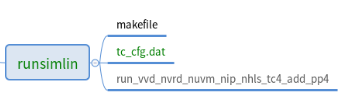 makefile
runsimlin
tc_cfg.dat
run_vvd_nvrd_nuvm_nip_nhls_tc4_add_pp4